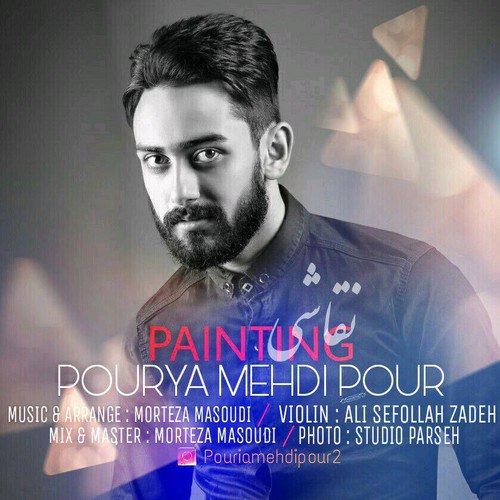 نقاشی
PAINTING
POURYA MEHDI POUR
MUSIC & ARRANGE : MORTEZA MASOUDI / VIOLIN : ALI SEFOLLAH ZADEH
MIX & MASTER : MORTEZA MASOUDI / PHOTO : STUDIO PARSEH
Pouriamehdipour2